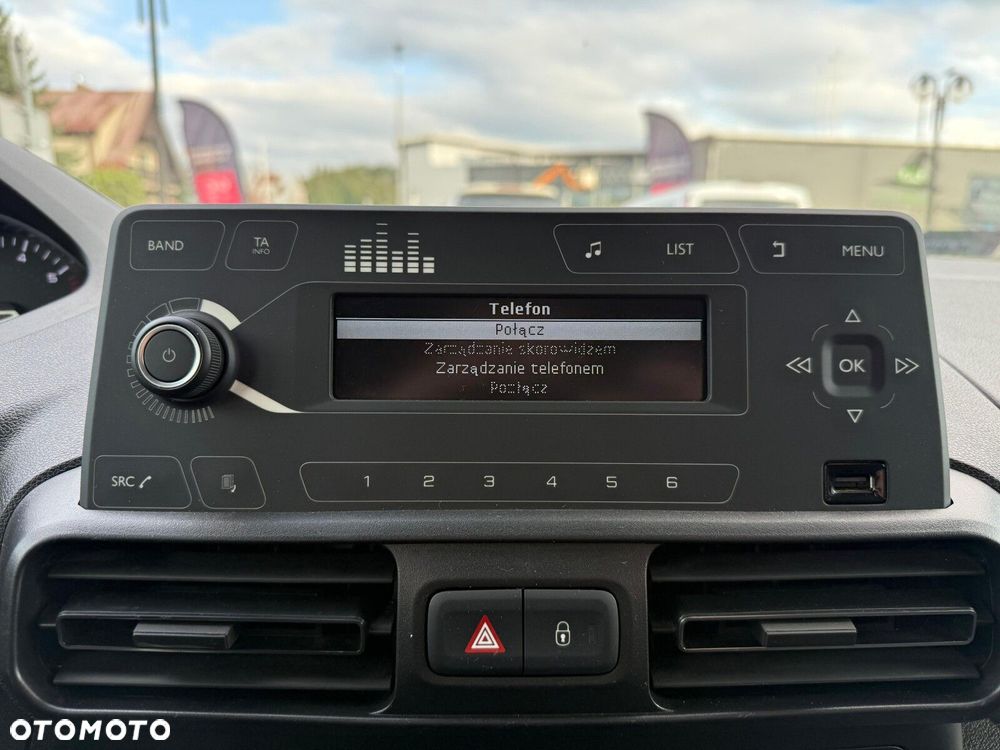 BAND
TA
INFO
LIST
MENU
Telefon
Połącz
Zarządzanie skorowidzem
Zarządzanie telefonem
Rozłącz
OK
SRC
1 2 3 4 5 6
OTOMOTO